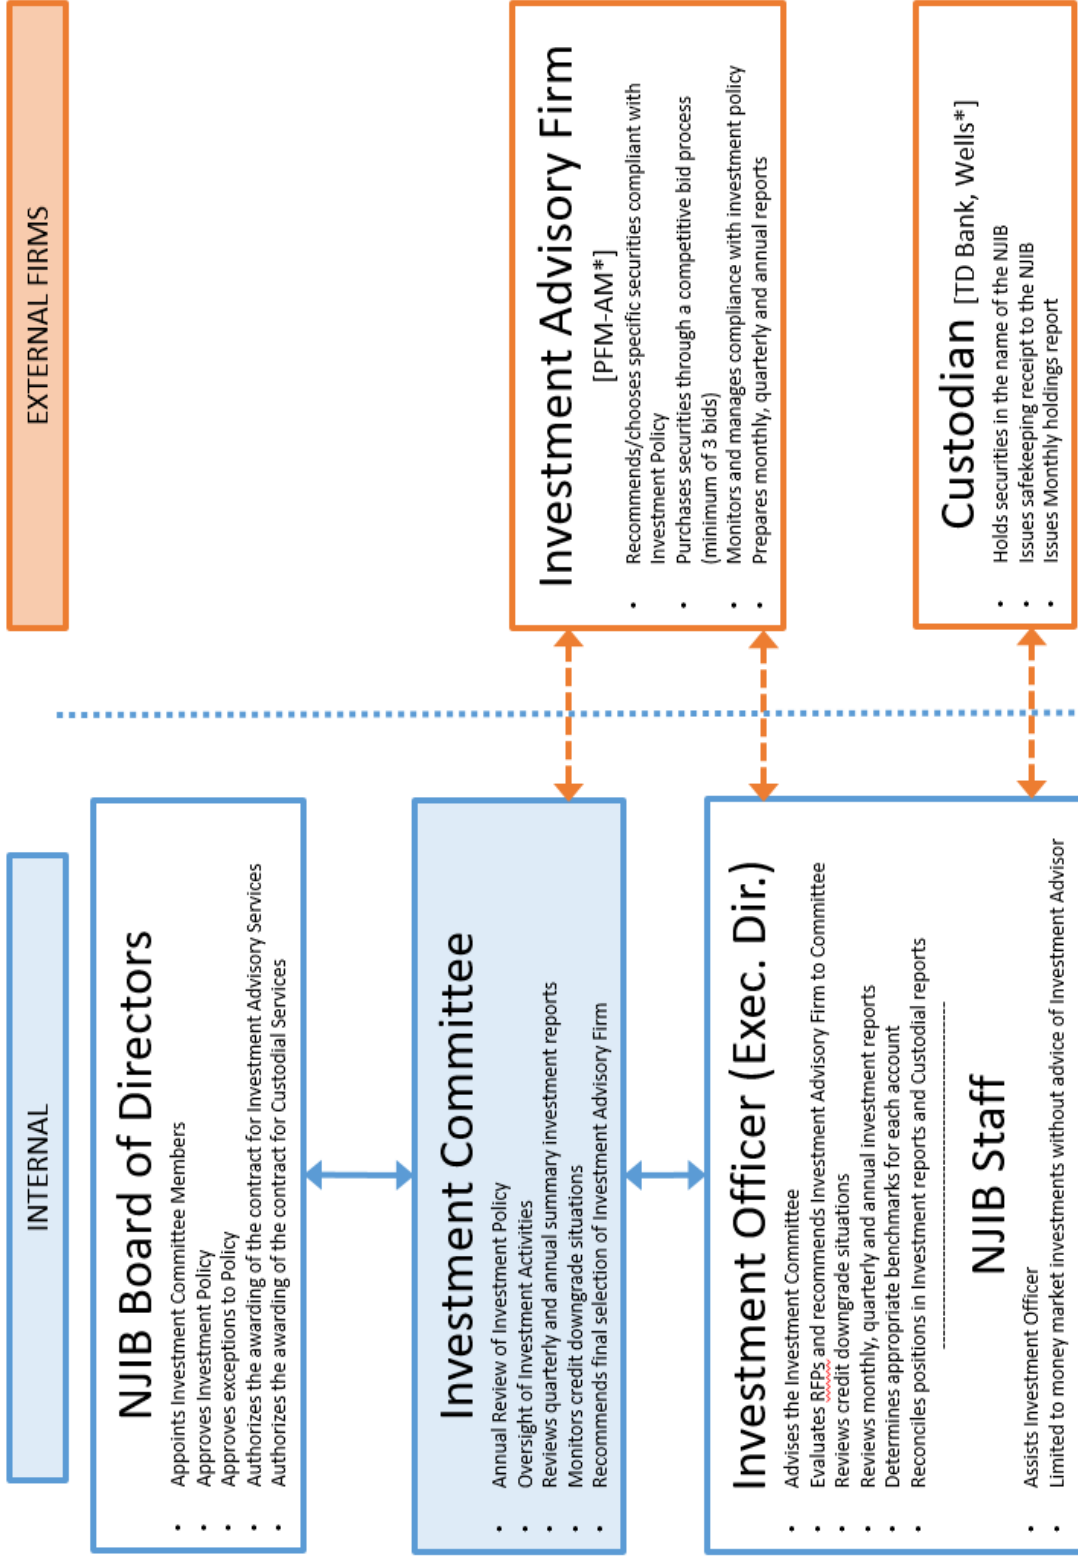 INTERNAL
EXTERNAL FIRMS
NJIB Board of Directors
• Appoints Investment Committee Members
• Approves Investment Policy
• Approves exceptions to Policy
• Authorizes the awarding of the contract for Investment Advisory Services
• Authorizes the awarding of the contract for Custodial Services
Investment Committee
• Annual Review of Investment Policy
• Oversight of Investment Activities
• Reviews quarterly and annual summary investment reports
• Monitors credit downgrade situations
• Recommends final selection of Investment Advisory Firm
Investment Officer (Exec. Dir.)
• Advises the Investment Committee
• Evaluates RFPs and recommends Investment Advisory Firm to Committee
• Reviews credit downgrade situations
• Reviews monthly, quarterly and annual investment reports
• Determines appropriate benchmarks for each account
• Reconciles positions in Investment reports and Custodial reports
NJIB Staff
• Assists Investment Officer
• Limited to money market investments without advice of Investment Advisor
Investment Advisory Firm
[PFM-AM*]
• Recommends/chooses specific securities compliant with
Investment Policy
• Purchases securities through a competitive bid process
(minimum of 3 bids)
• Monitors and manages compliance with investment policy
• Prepares monthly, quarterly and annual reports
Custodian [TD Bank, Wells*]
• Holds securities in the name of the NJIB
• Issues safekeeping receipt to the NJIB
• Issues Monthly holdings report